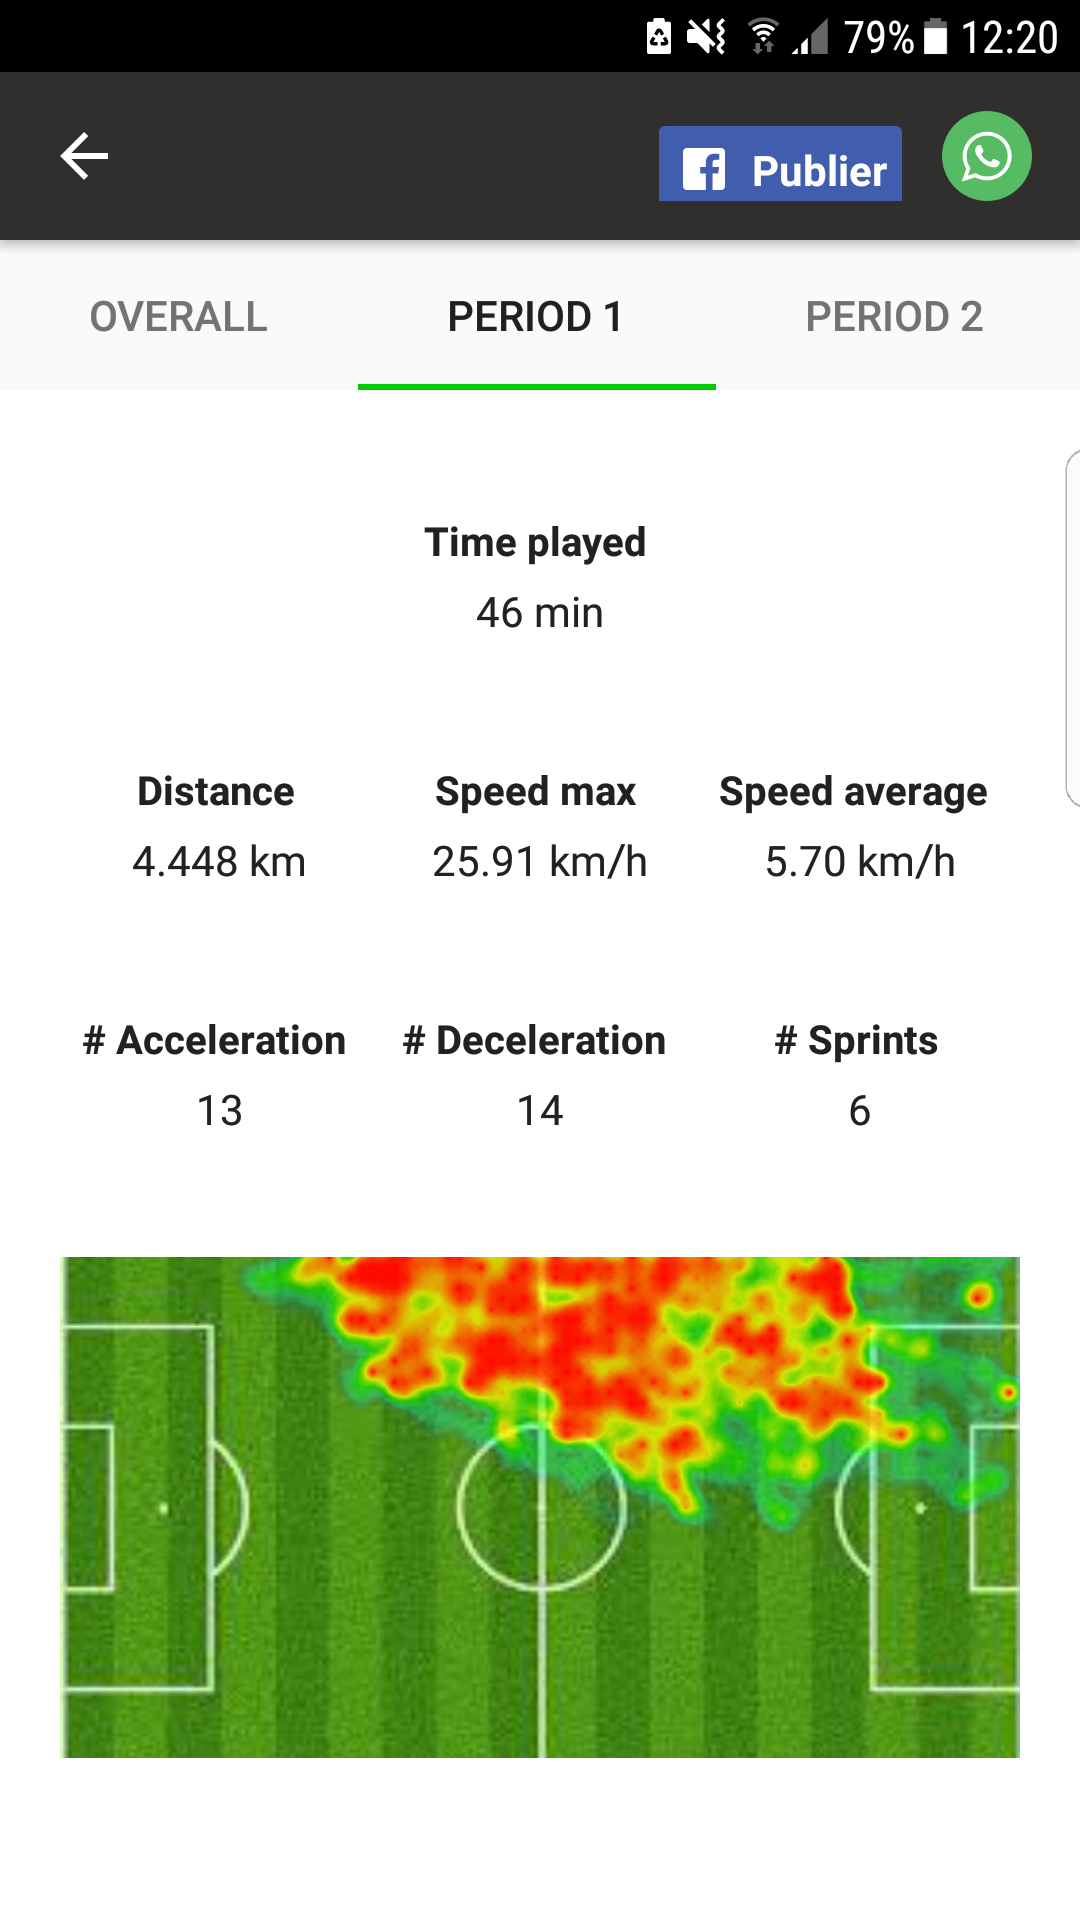 79% 12:20
Publier
OVERALL PERIOD 1 PERIOD 2
Time played
46 min
Distance Speed max Speed average
4.448 km 25.91 km/h 5.70 km/h
# Acceleration # Deceleration # Sprints
13 14 6